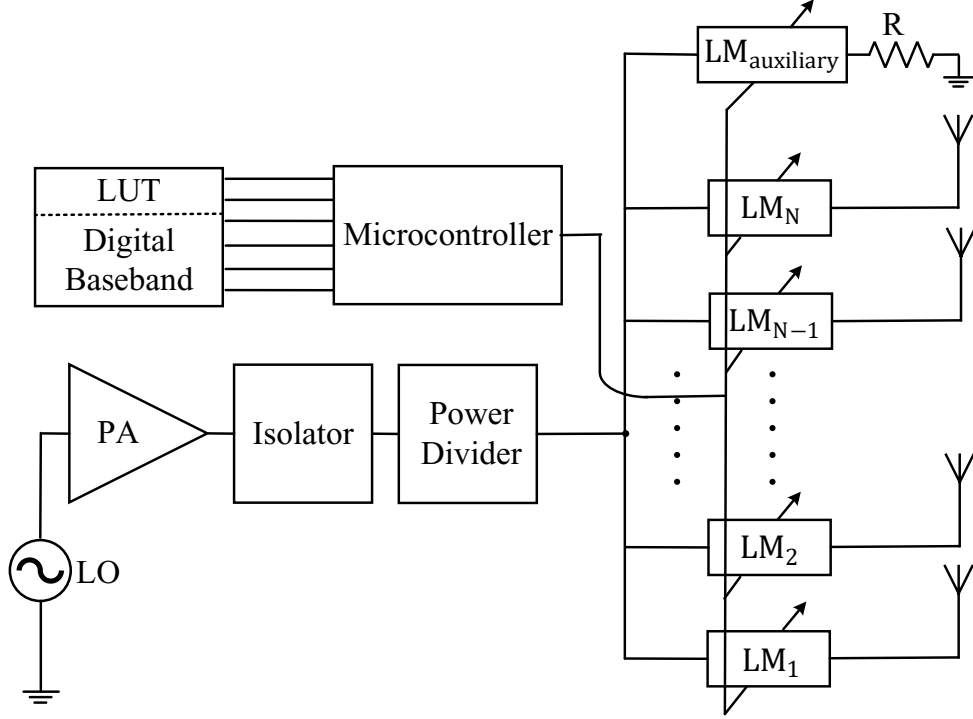 R
LM_auxiliary
LUT
Digital
Baseband
Microcontroller
LM_N
LM_N−1
PA
Isolator
Power
Divider
LO
LM_2
LM_1